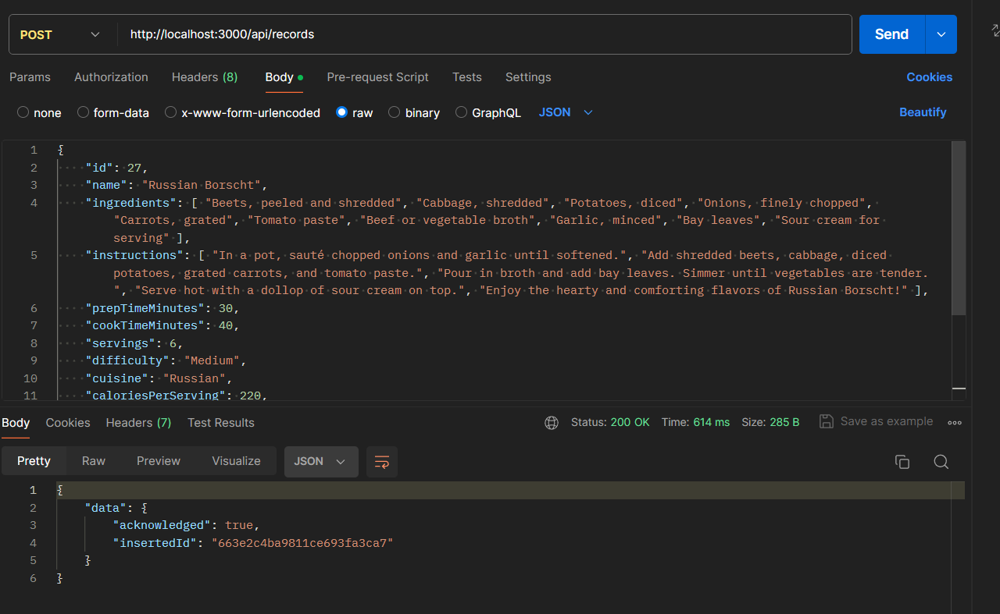 POST http://localhost:3000/api/records Send
Params Authorization Headers (8) Body Pre-request Script Tests Settings Cookies
none form-data x-www-form-urlencoded raw binary GraphQL JSON Beautify
1 {
2 "id": 27,
3 "name": "Russian Borscht",
4 "ingredients": [ "Beets, peeled and shredded", "Cabbage, shredded", "Potatoes, diced", "Onions, finely chopped",
"Carrots, grated", "Tomato paste", "Beef or vegetable broth", "Garlic, minced", "Bay leaves", "Sour cream for
serving" ],
5 "instructions": [ "In a pot, sauté chopped onions and garlic until softened.", "Add shredded beets, cabbage, diced
potatoes, grated carrots, and tomato paste.", "Pour in broth and add bay leaves. Simmer until vegetables are tender.
", "Serve hot with a dollop of sour cream on top.", "Enjoy the hearty and comforting flavors of Russian Borscht!" ],
6 "prepTimeMinutes": 30,
7 "cookTimeMinutes": 40,
8 "servings": 6,
9 "difficulty": "Medium",
10 "cuisine": "Russian",
11 "caloriesPerServing": 220,
Body Cookies Headers (7) Test Results Status: 200 OK Time: 614 ms Size: 285 B Save as example
Pretty Raw Preview Visualize JSON
1 {
2 "data": {
3 "acknowledged": true,
4 "insertedId": "663e2c4ba9811ce693fa3ca7"
5 }
6 }